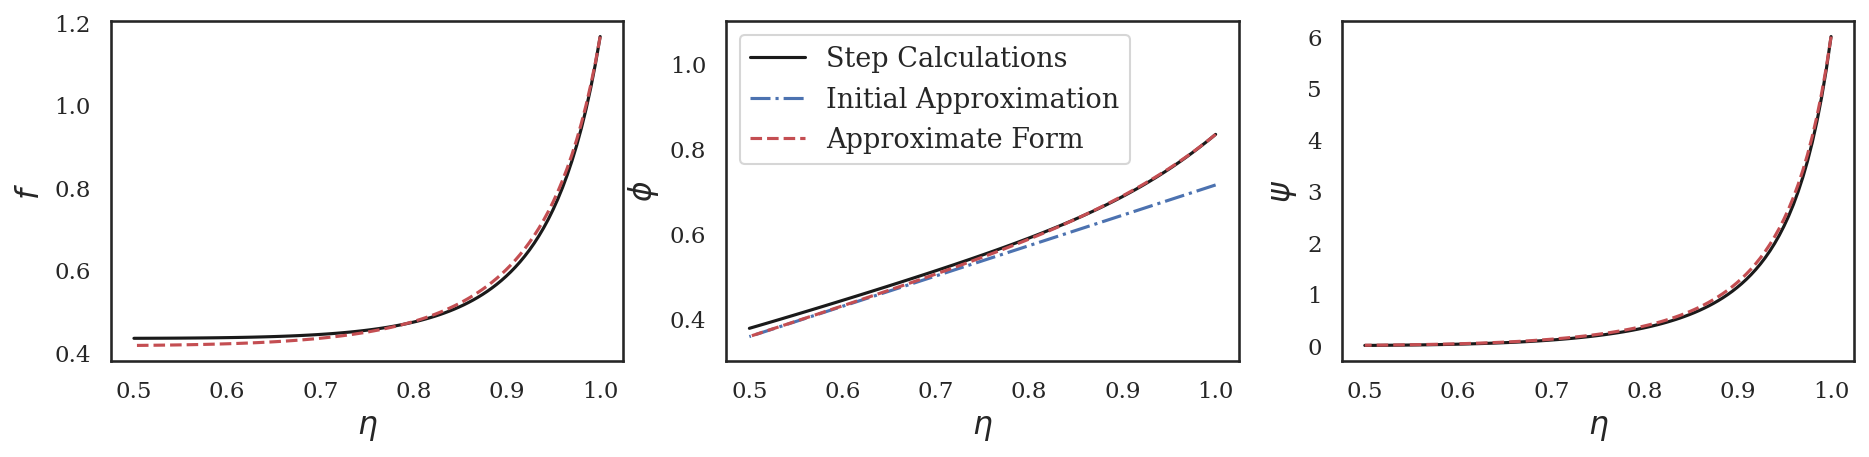 1.2
1.0
0.8
0.6
0.4
f
0.5 0.6 0.7 0.8 0.9 1.0
η
1.0
0.8
0.6
0.4
ϕ
Step Calculations
Initial Approximation
Approximate Form
0.5 0.6 0.7 0.8 0.9 1.0
η
6
5
4
3
2
1
0
ψ
0.5 0.6 0.7 0.8 0.9 1.0
η